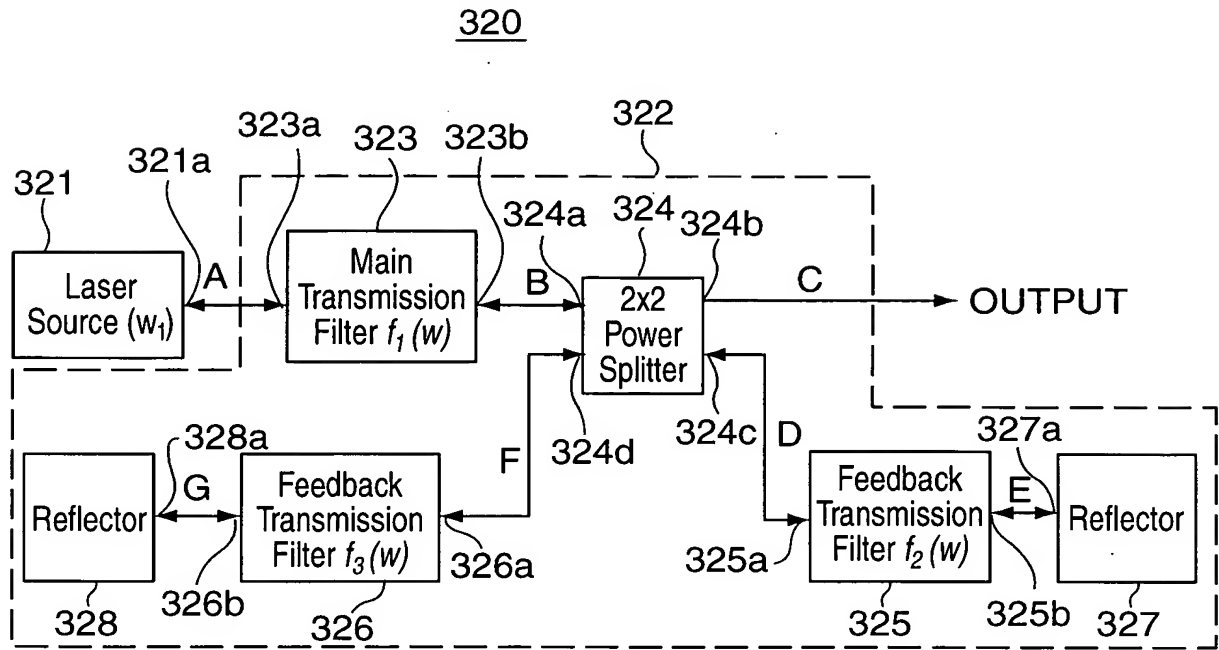 320
322
323a
323
323b
321a
321
324a
324
324b
A
B
C
Laser
Source (w₁)
Main
Transmission
Filter f₁(w)
2x2
Power
Splitter
OUTPUT
328a
F
324d
324c
D
327a
G
E
Reflector
Feedback
Transmission
Filter f₃(w)
326a
325a
Feedback
Transmission
Filter f₂(w)
Reflector
328
326b
326
325
325b
327